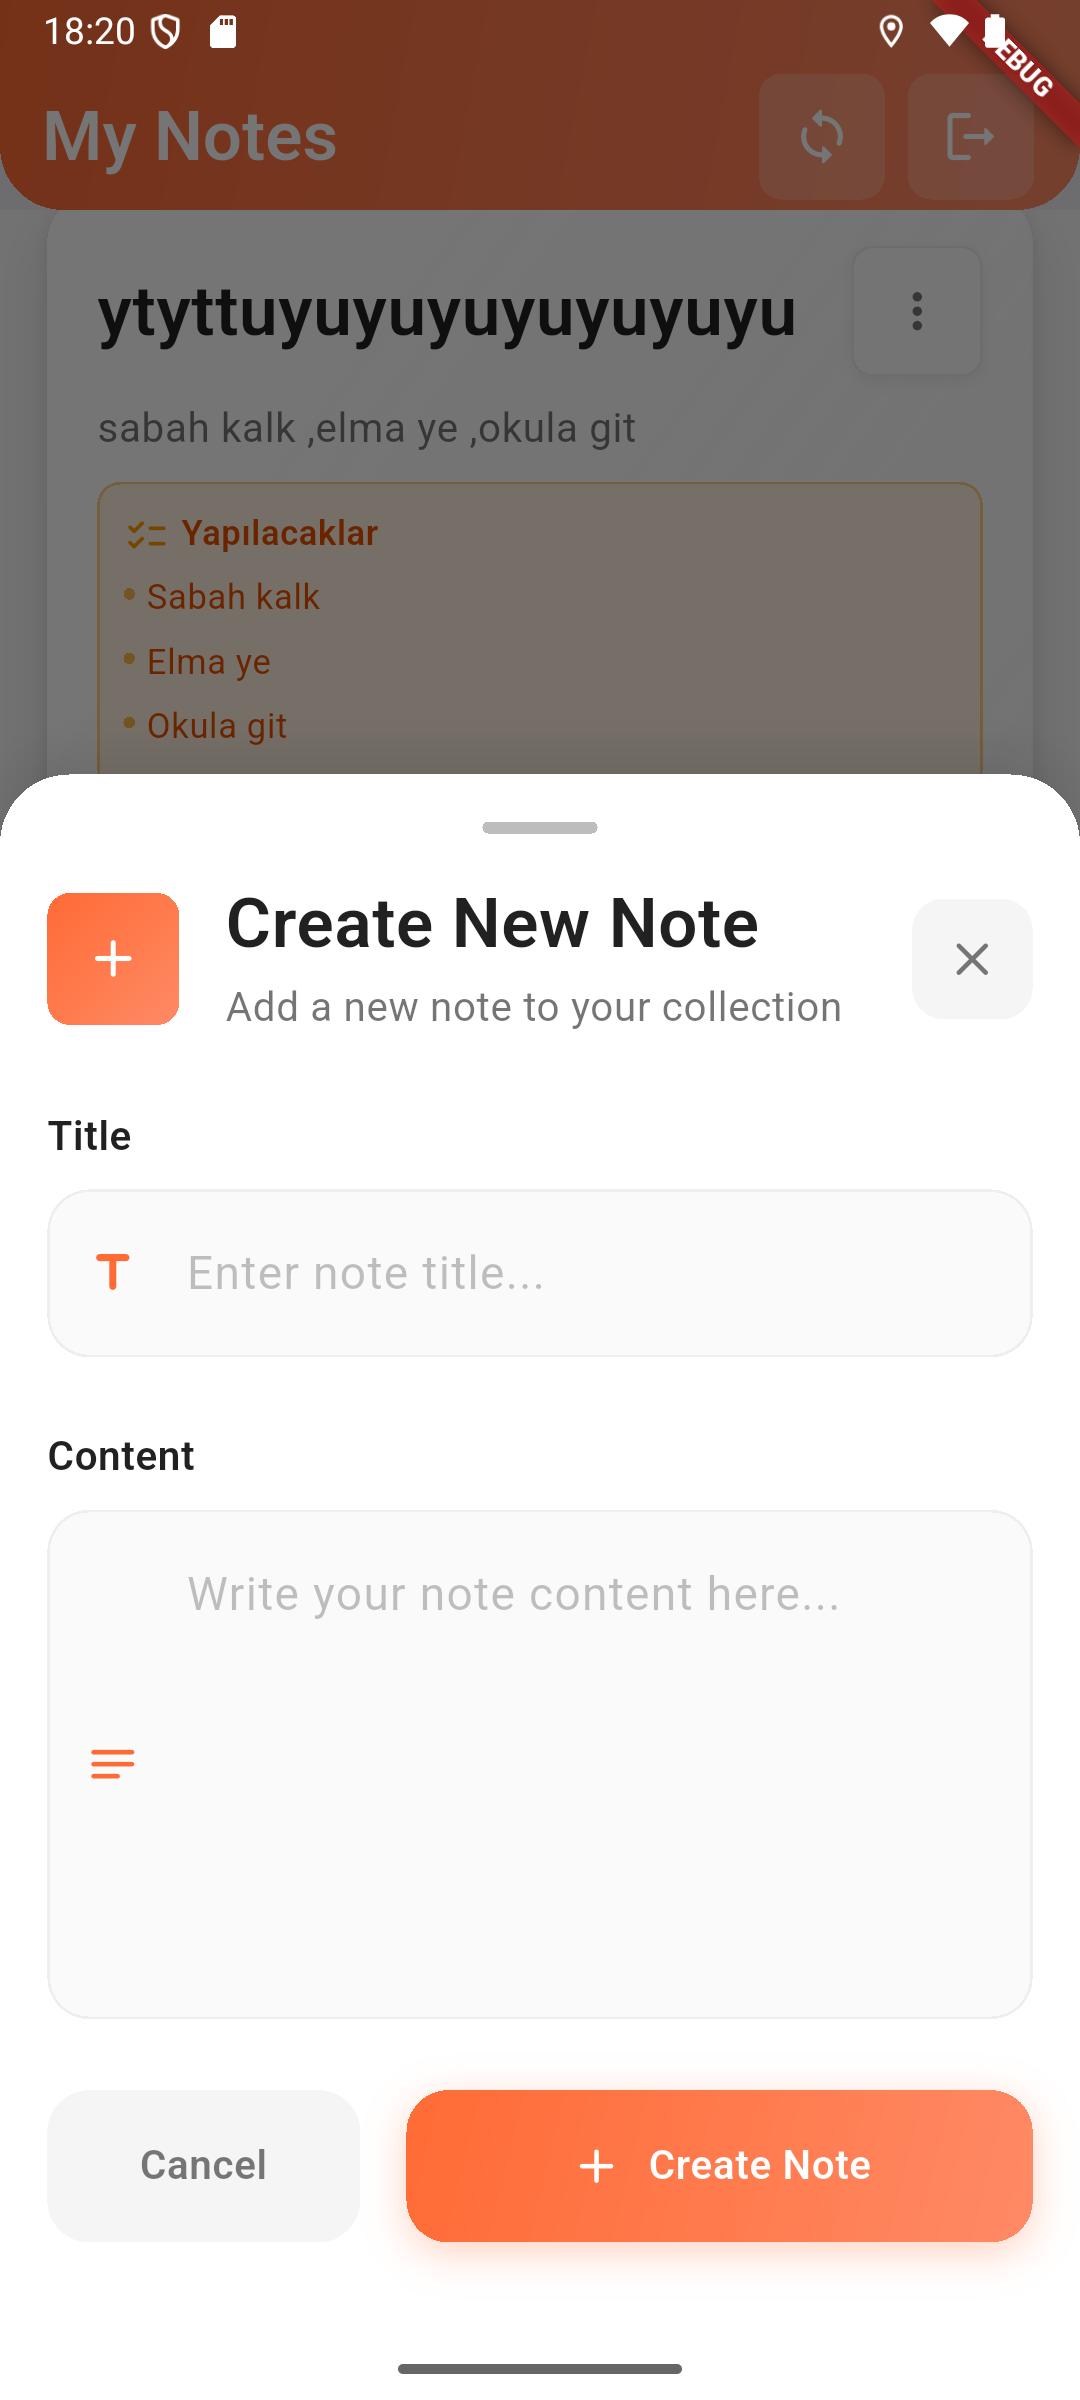 18:20
EBUG
My Notes
ytyttuyuyuyuyuyuyuyu
sabah kalk ,elma ye ,okula git
Yapılacaklar
• Sabah kalk
• Elma ye
• Okula git
Create New Note
Add a new note to your collection
Title
Enter note title...
Content
Write your note content here...
Cancel
Create Note